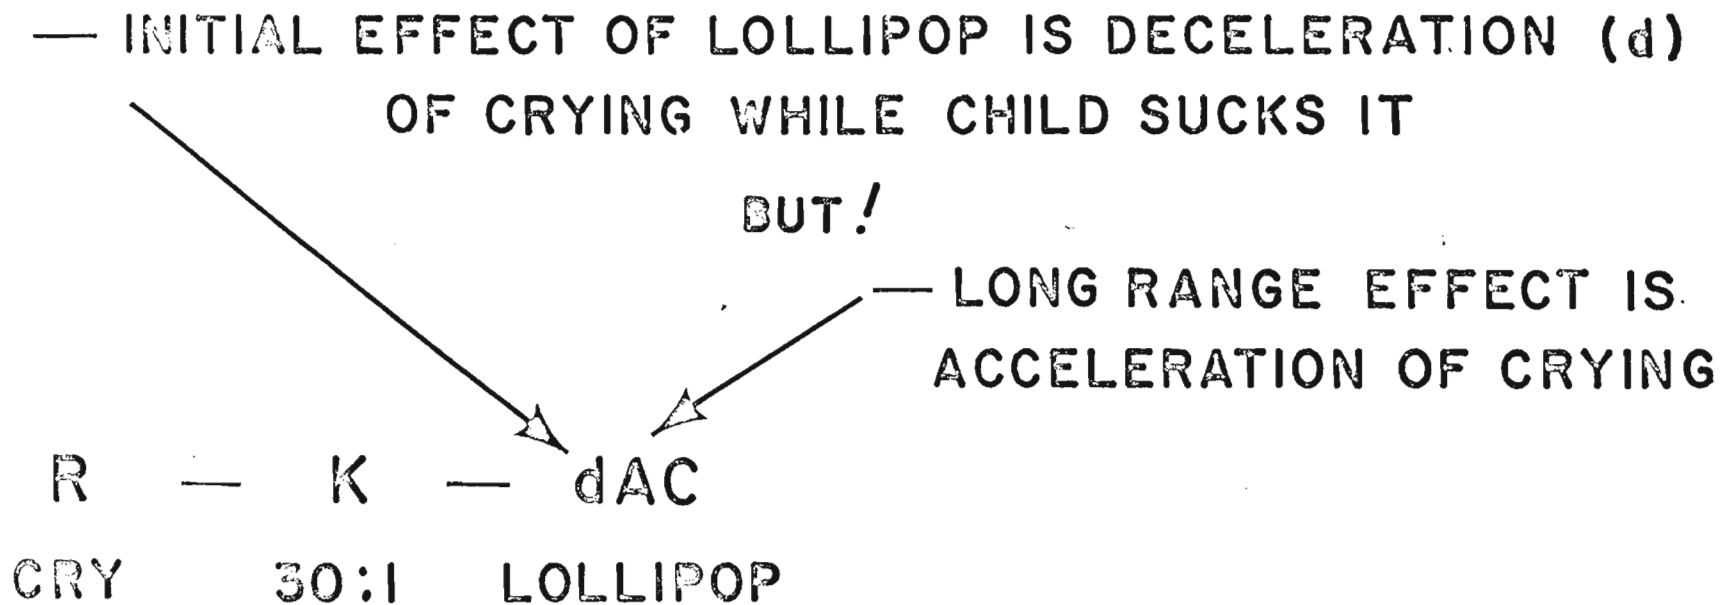 — INITIAL EFFECT OF LOLLIPOP IS DECELERATION (d)
OF CRYING WHILE CHILD SUCKS IT
BUT!
— LONG RANGE EFFECT IS
ACCELERATION OF CRYING
R — K — dAC
CRY 30:1 LOLLIPOP